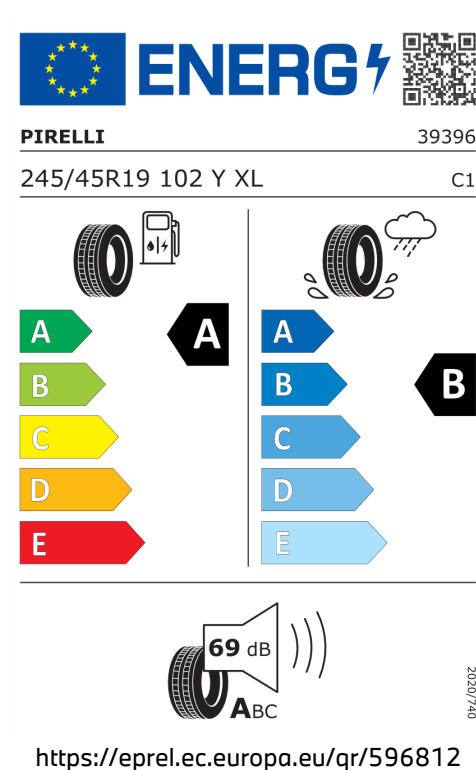 ENERG
PIRELLI 39396
245/45R19 102 Y XL C1
A A A
B B B
C C
D D
E E
69 dB
ABC
2020/740
https://eprel.ec.europa.eu/qr/596812